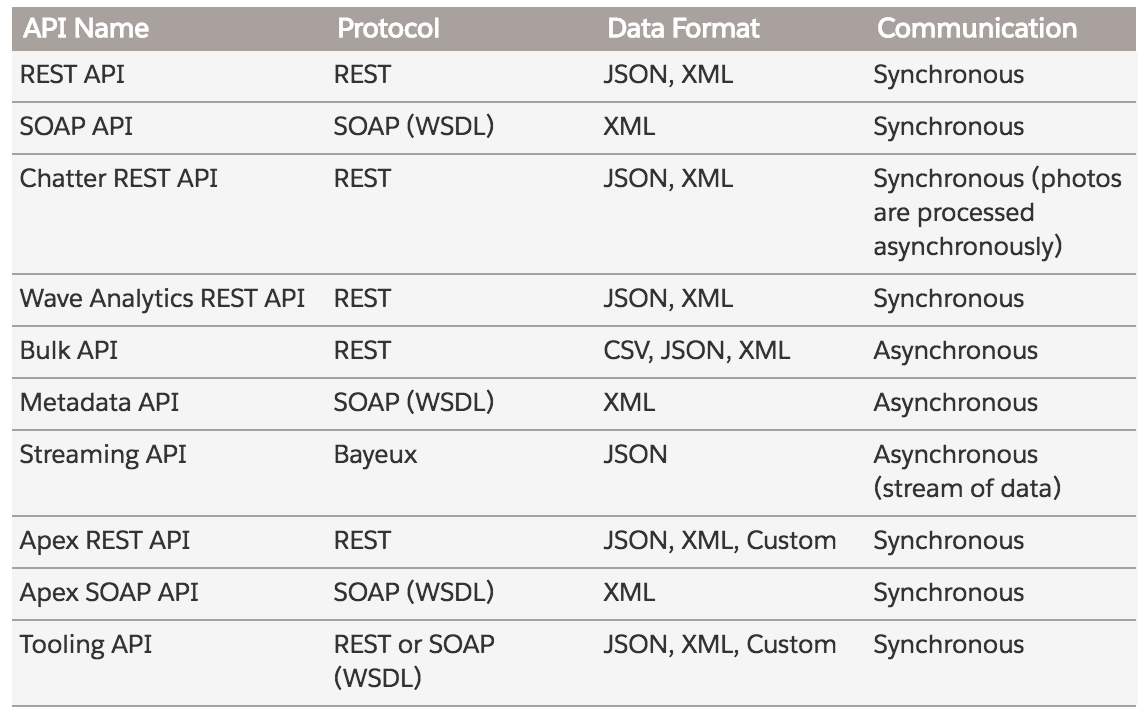 API Name Protocol Data Format Communication
REST API REST JSON, XML Synchronous
SOAP API SOAP (WSDL) XML Synchronous
Chatter REST API REST JSON, XML Synchronous (photos
are processed
asynchronously)
Wave Analytics REST API REST JSON, XML Synchronous
Bulk API REST CSV, JSON, XML Asynchronous
Metadata API SOAP (WSDL) XML Asynchronous
Streaming API Bayeux JSON Asynchronous
(stream of data)
Apex REST API REST JSON, XML, Custom Synchronous
Apex SOAP API SOAP (WSDL) XML Synchronous
Tooling API REST or SOAP JSON, XML, Custom Synchronous
(WSDL)